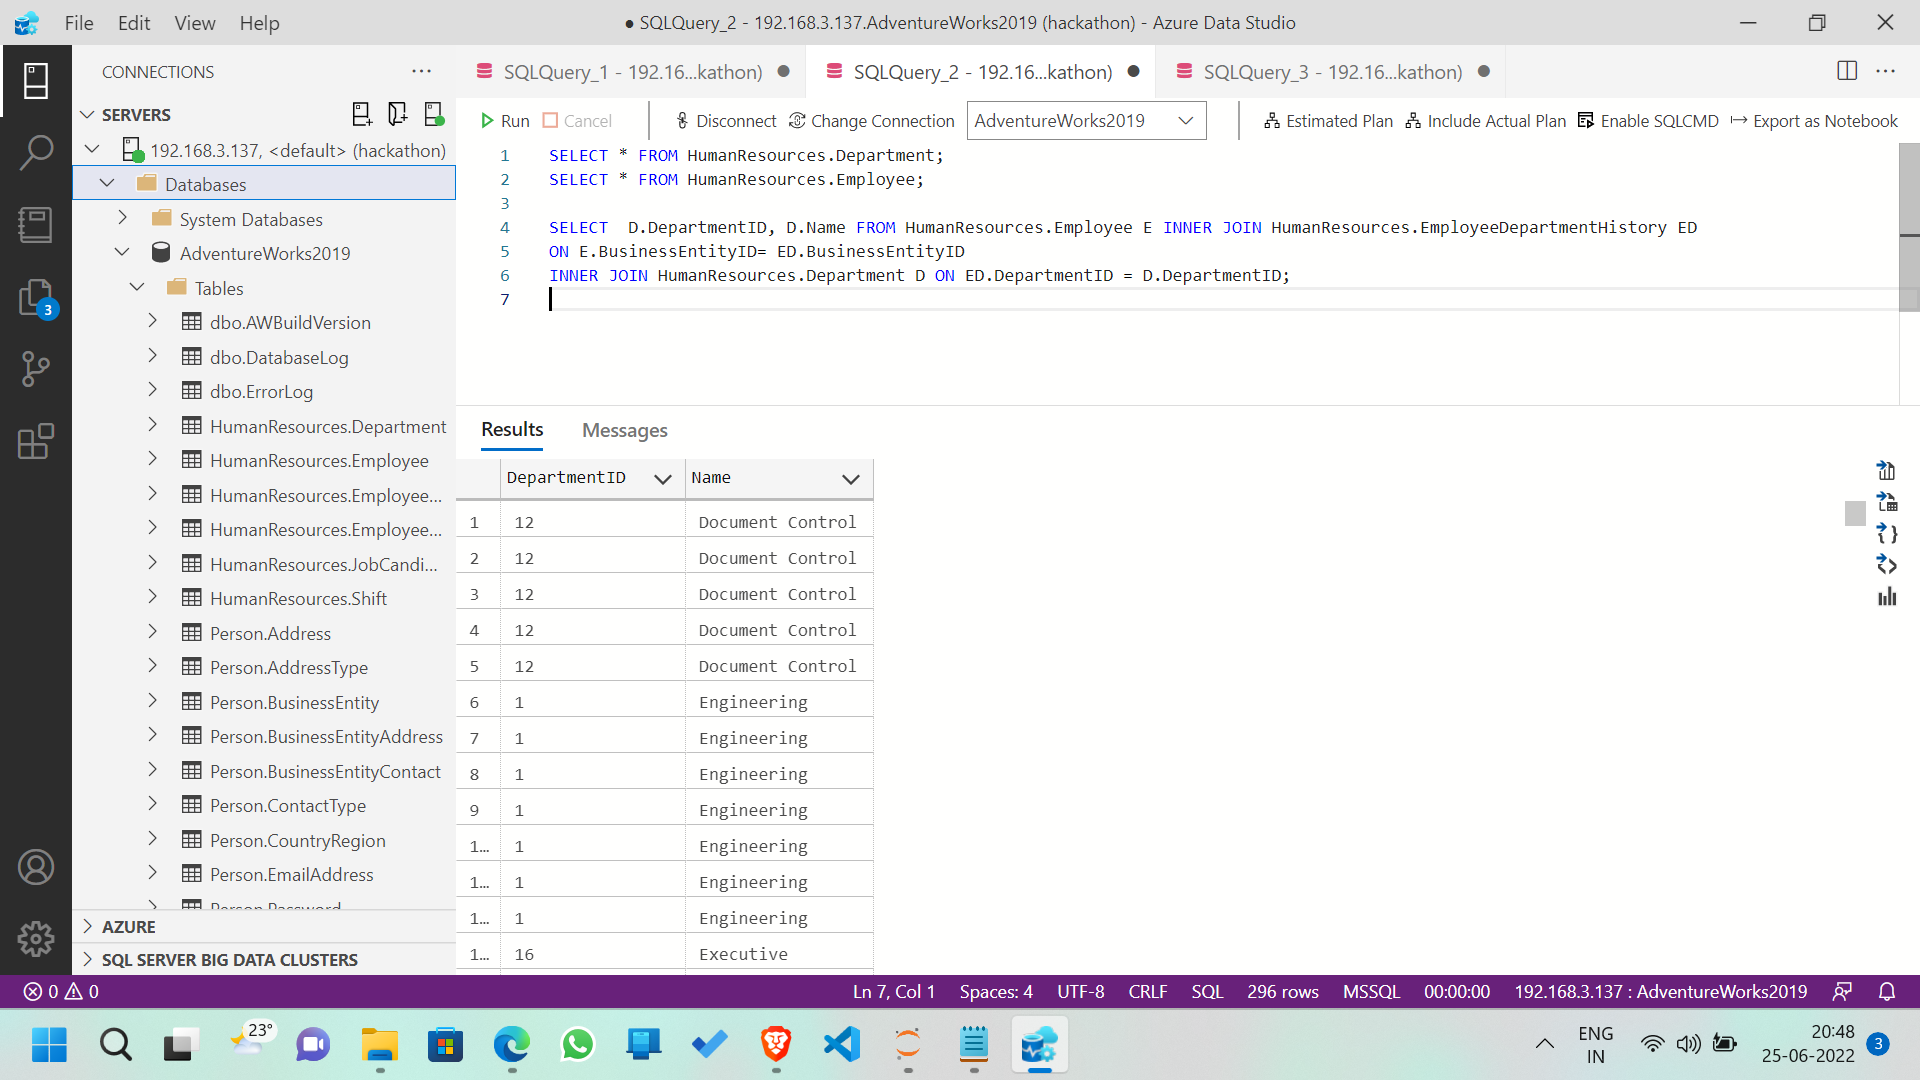 File Edit View Help
● SQLQuery_2 - 192.168.3.137.AdventureWorks2019 (hackathon) - Azure Data Studio
CONNECTIONS
SERVERS
192.168.3.137, <default> (hackathon)
Databases
System Databases
AdventureWorks2019
Tables
dbo.AWBuildVersion
dbo.DatabaseLog
dbo.ErrorLog
HumanResources.Department
HumanResources.Employee
HumanResources.Employee...
HumanResources.Employee...
HumanResources.JobCandi...
HumanResources.Shift
Person.Address
Person.AddressType
Person.BusinessEntity
Person.BusinessEntityAddress
Person.BusinessEntityContact
Person.ContactType
Person.CountryRegion
Person.EmailAddress
Person.Password
AZURE
SQL SERVER BIG DATA CLUSTERS
3
SQLQuery_1 - 192.16...kathon) SQLQuery_2 - 192.16...kathon) SQLQuery_3 - 192.16...kathon)
Run Cancel Disconnect Change Connection AdventureWorks2019 Estimated Plan Include Actual Plan Enable SQLCMD Export as Notebook
1 SELECT * FROM HumanResources.Department;
2 SELECT * FROM HumanResources.Employee;
3
4 SELECT  D.DepartmentID, D.Name FROM HumanResources.Employee E INNER JOIN HumanResources.EmployeeDepartmentHistory ED
5 ON E.BusinessEntityID= ED.BusinessEntityID
6 INNER JOIN HumanResources.Department D ON ED.DepartmentID = D.DepartmentID;
7
Results Messages
DepartmentID Name
1 12 Document Control
2 12 Document Control
3 12 Document Control
4 12 Document Control
5 12 Document Control
6 1 Engineering
7 1 Engineering
8 1 Engineering
9 1 Engineering
1... 1 Engineering
1... 1 Engineering
1... 1 Engineering
1... 16 Executive
0 0 Ln 7, Col 1 Spaces: 4 UTF-8 CRLF SQL 296 rows MSSQL 00:00:00 192.168.3.137 : AdventureWorks2019
23°
ENG
IN
20:48
25-06-2022
3